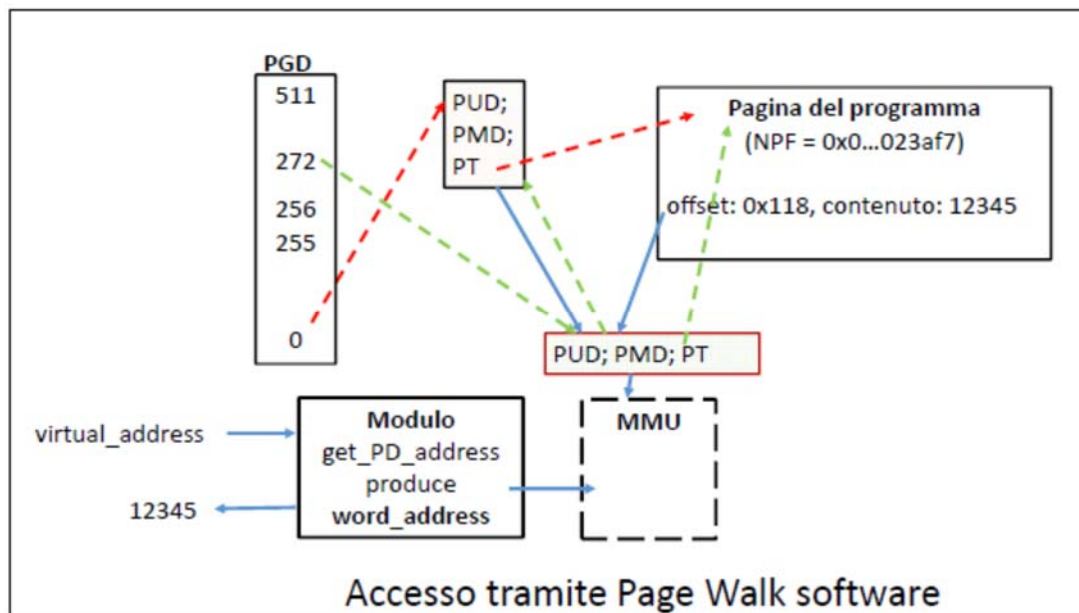 PGD
511
272
256
255
0
PUD;
PMD;
PT
Pagina del programma
(NPF = 0x0...023af7)
offset: 0x118, contenuto: 12345
PUD; PMD; PT
virtual_address
12345
Modulo
get_PD_address
produce
word_address
MMU
Accesso tramite Page Walk software